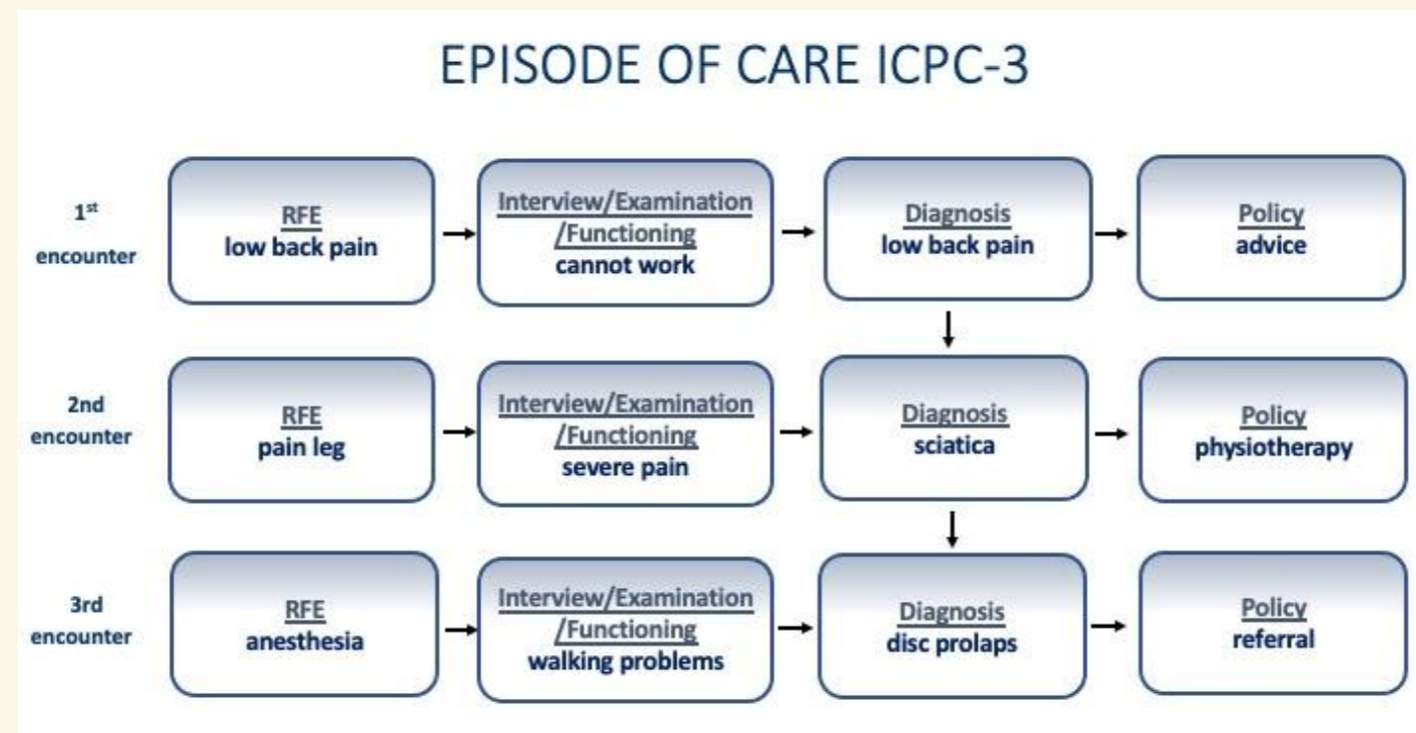 EPISODE OF CARE ICPC-3
1st
encounter
RFE
low back pain
Interview/Examination
/Functioning
cannot work
Diagnosis
low back pain
Policy
advice
2nd
encounter
RFE
pain leg
Interview/Examination
/Functioning
severe pain
Diagnosis
sciatica
Policy
physiotherapy
3rd
encounter
RFE
anesthesia
Interview/Examination
/Functioning
walking problems
Diagnosis
disc prolaps
Policy
referral